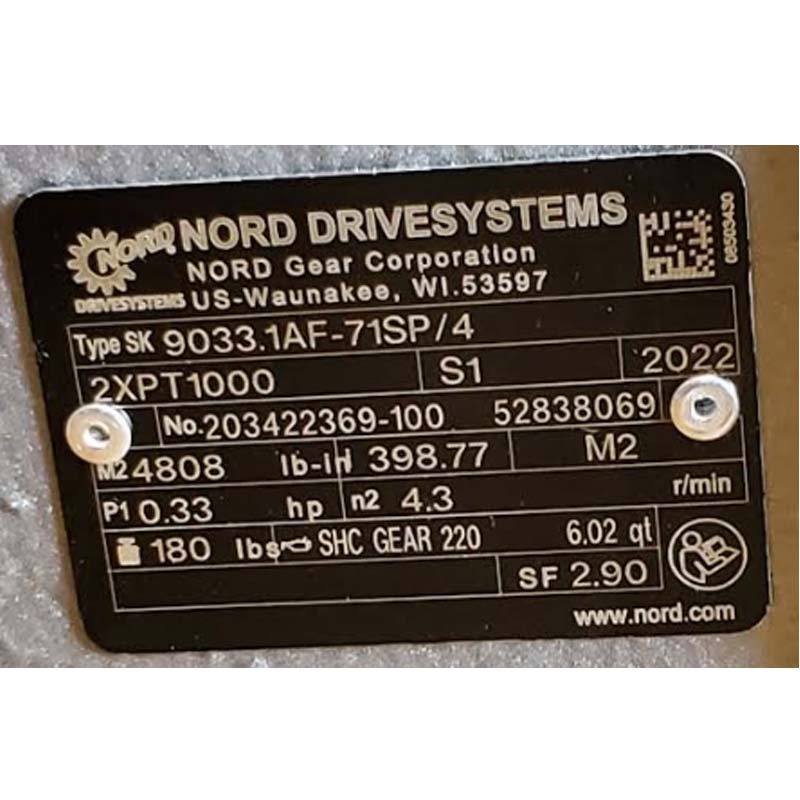 NORD
DRIVESYSTEMS
NORD DRIVESYSTEMS
NORD Gear Corporation
US-Waunakee, WI.53597
08503430
Type SK 9033.1AF-71SP/4
2XPT1000 S1 2022
No.203422369-100 52838069
M2 4808 lb-in i 398.77 M2
P1 0.33 hp n2 4.3 r/min
180 lbs SHC GEAR 220 6.02 qt
SF 2.90
www.nord.com